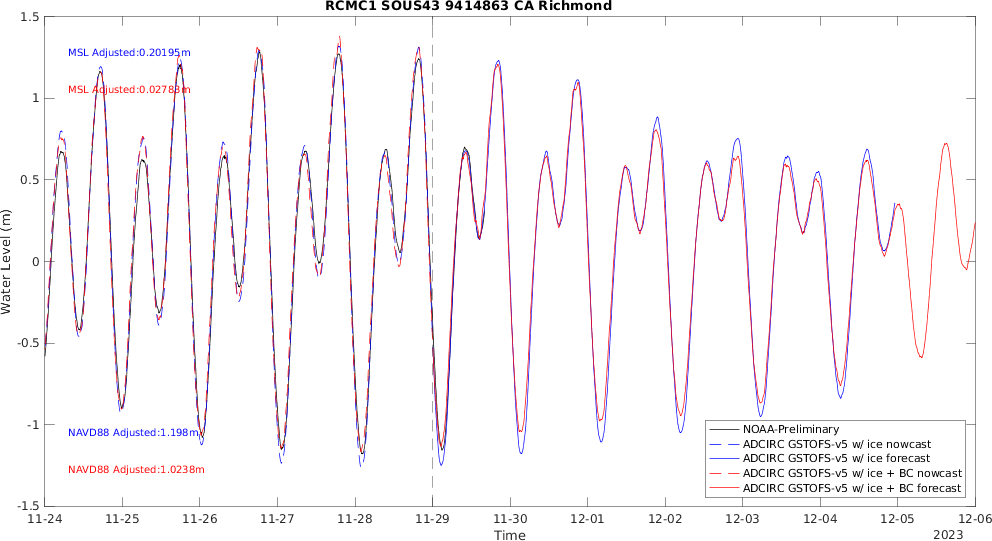 RCMC1 SOUS43 9414863 CA Richmond
1.5
1
0.5
0
-0.5
-1
-1.5
Water Level (m)
MSL Adjusted:0.20195m
MSL Adjusted:0.02783m
NAVD88 Adjusted:1.198m
NAVD88 Adjusted:1.0238m
NOAA-Preliminary
ADCIRC GSTOFS-v5 w/ ice nowcast
ADCIRC GSTOFS-v5 w/ ice forecast
ADCIRC GSTOFS-v5 w/ ice + BC nowcast
ADCIRC GSTOFS-v5 w/ ice + BC forecast
11-24 11-25 11-26 11-27 11-28 11-29 11-30 12-01 12-02 12-03 12-04 12-05 12-06
Time
2023